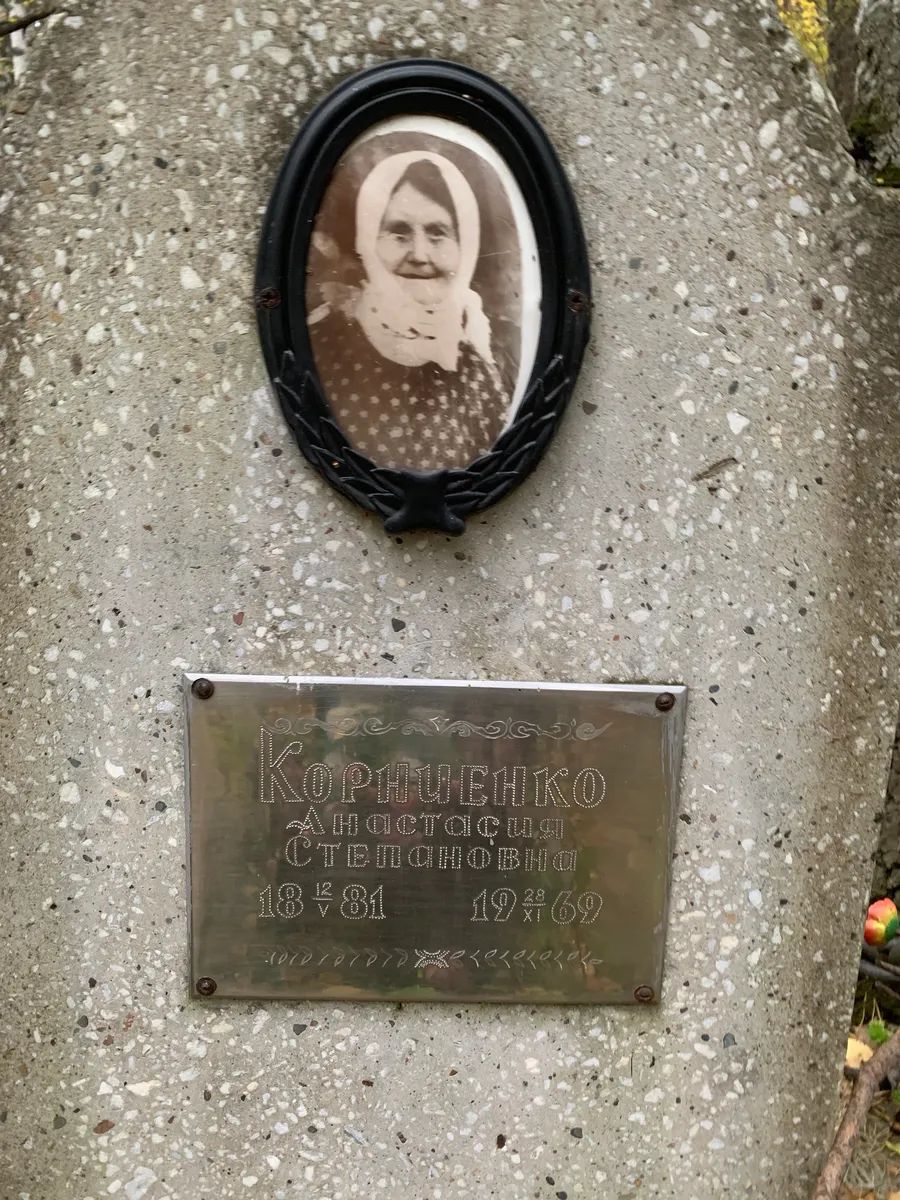 Корниенко
Анастасия
Степановна
18 12/V 81 19 28/XI 69